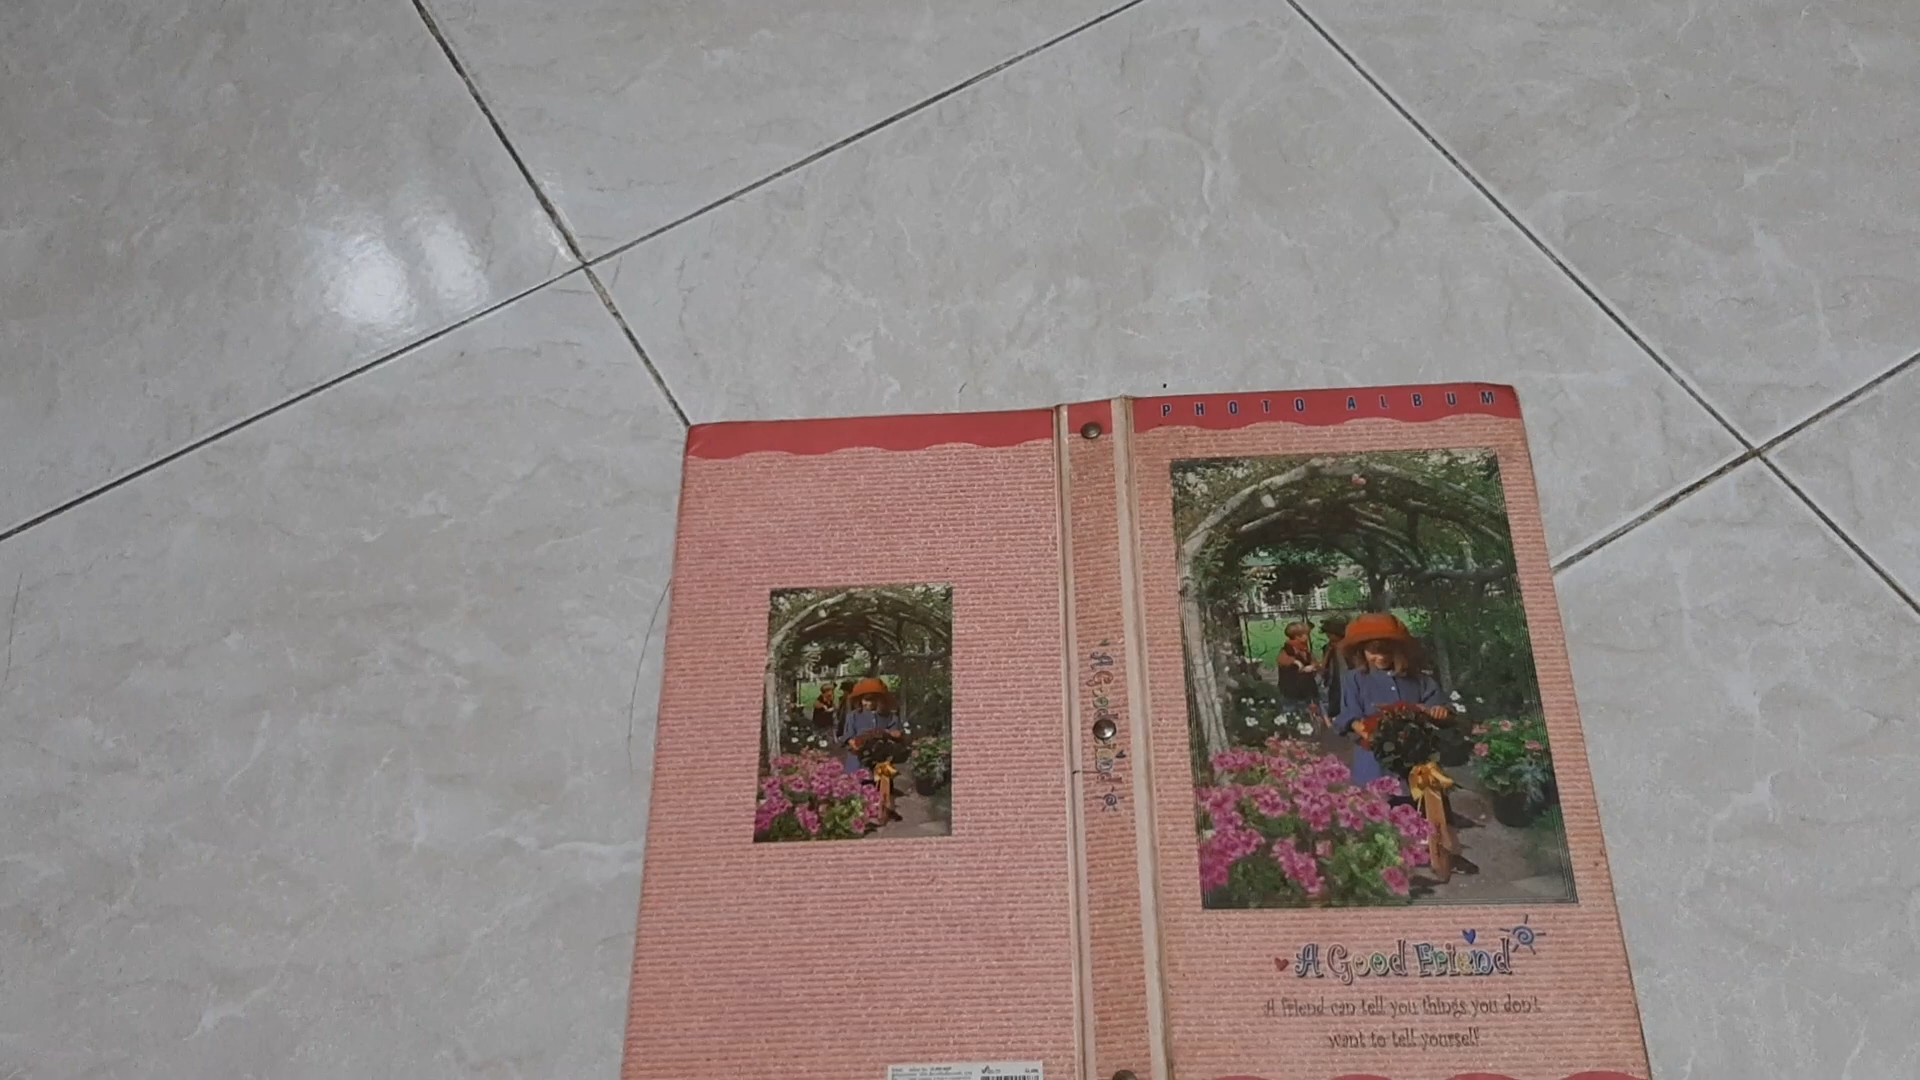 PHOTO ALBUM
A Good Friend
A Good Friend
A friend can tell you things you don't
want to tell yourself